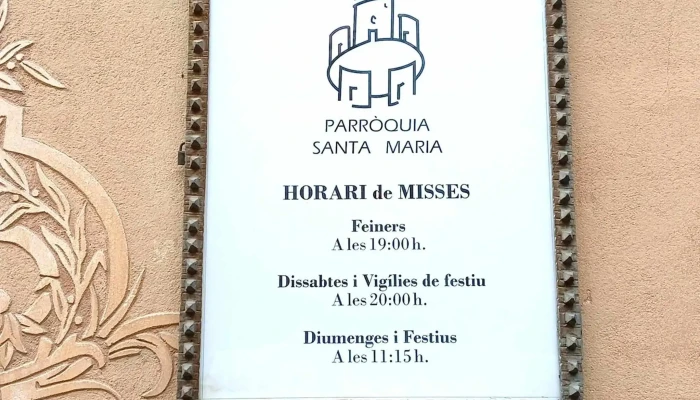 PARRÒQUIA
SANTA MARIA
HORARI de MISSES
Feiners
A les 19:00 h.
Dissabtes i Vigílies de festiu
A les 20:00 h.
Diumenges i Festius
A les 11:15 h.